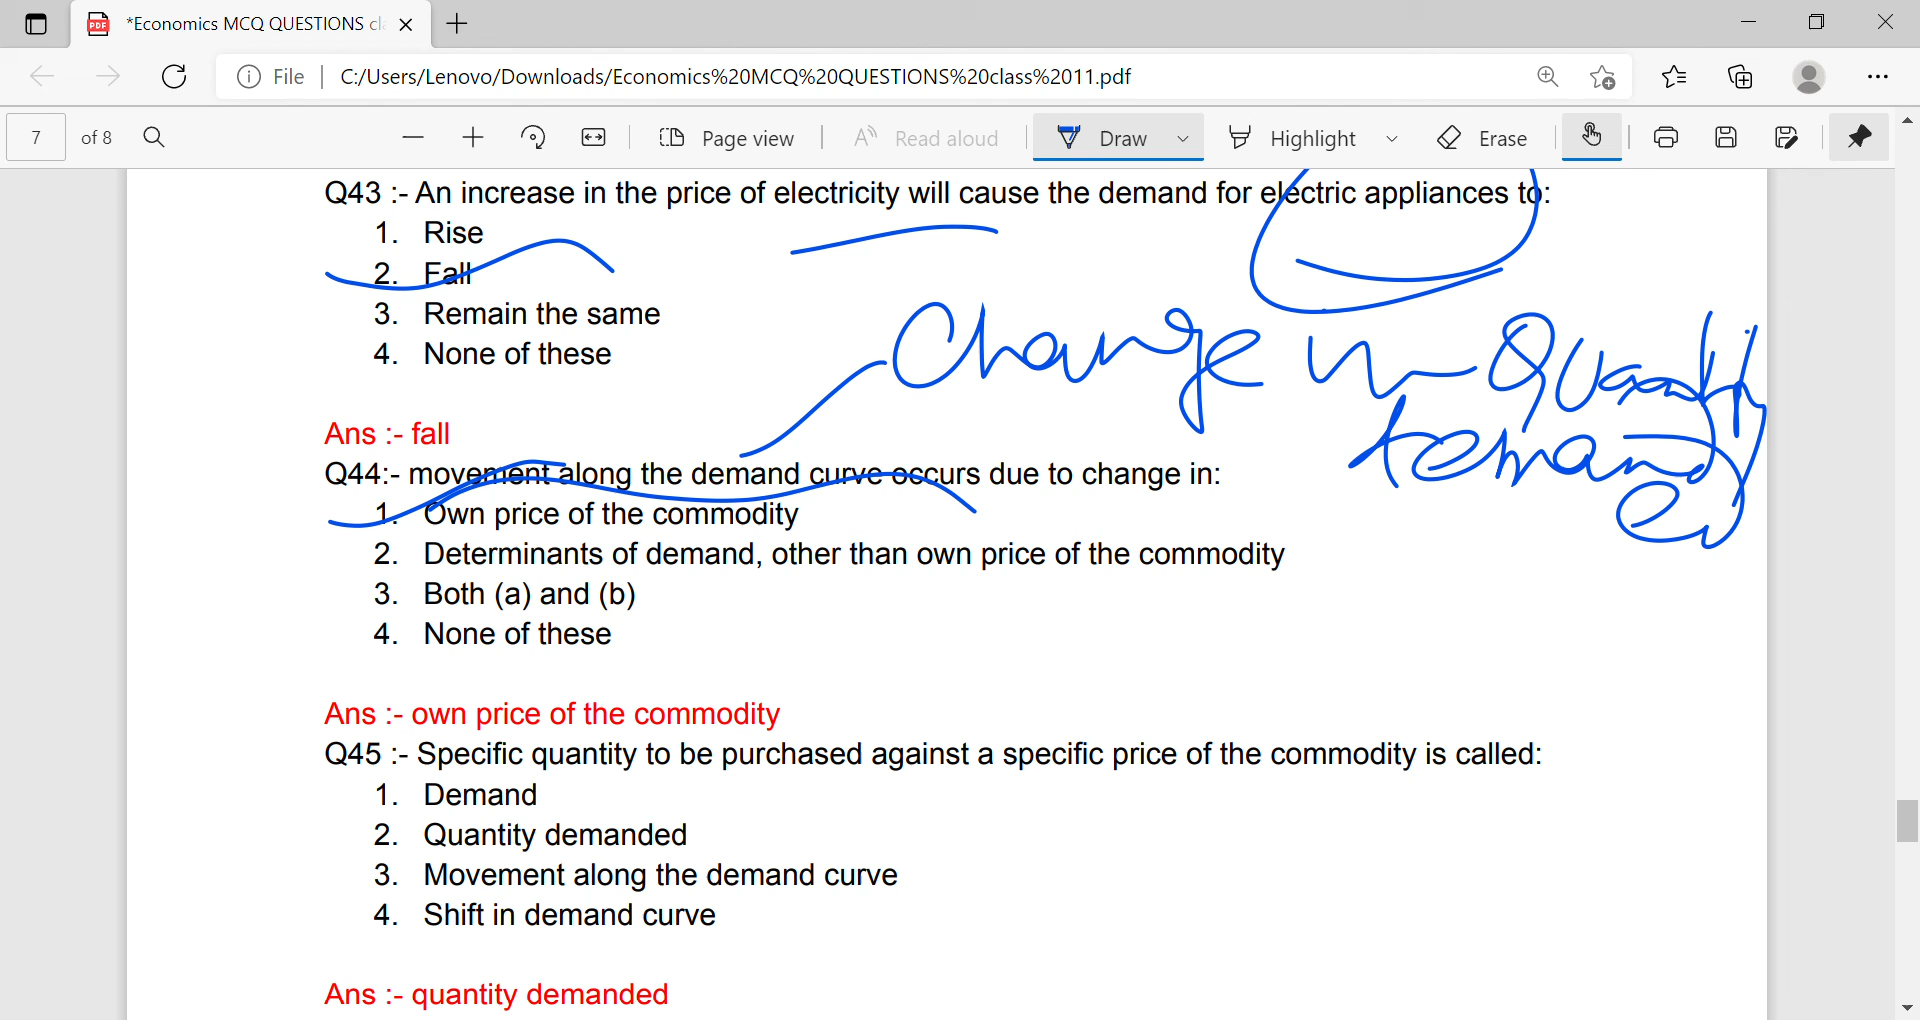 *Economics MCQ QUESTIONS cl
File C:/Users/Lenovo/Downloads/Economics%20MCQ%20QUESTIONS%20class%2011.pdf
7 of 8 Page view Read aloud Draw Highlight Erase
Q43 :- An increase in the price of electricity will cause the demand for electric appliances to:
1. Rise
2. Fall
3. Remain the same
4. None of these
Change in Quantity
demand
ed
Ans :- fall
Q44:- movement along the demand curve occurs due to change in:
1. Own price of the commodity
2. Determinants of demand, other than own price of the commodity
3. Both (a) and (b)
4. None of these
Ans :- own price of the commodity
Q45 :- Specific quantity to be purchased against a specific price of the commodity is called:
1. Demand
2. Quantity demanded
3. Movement along the demand curve
4. Shift in demand curve
Ans :- quantity demanded